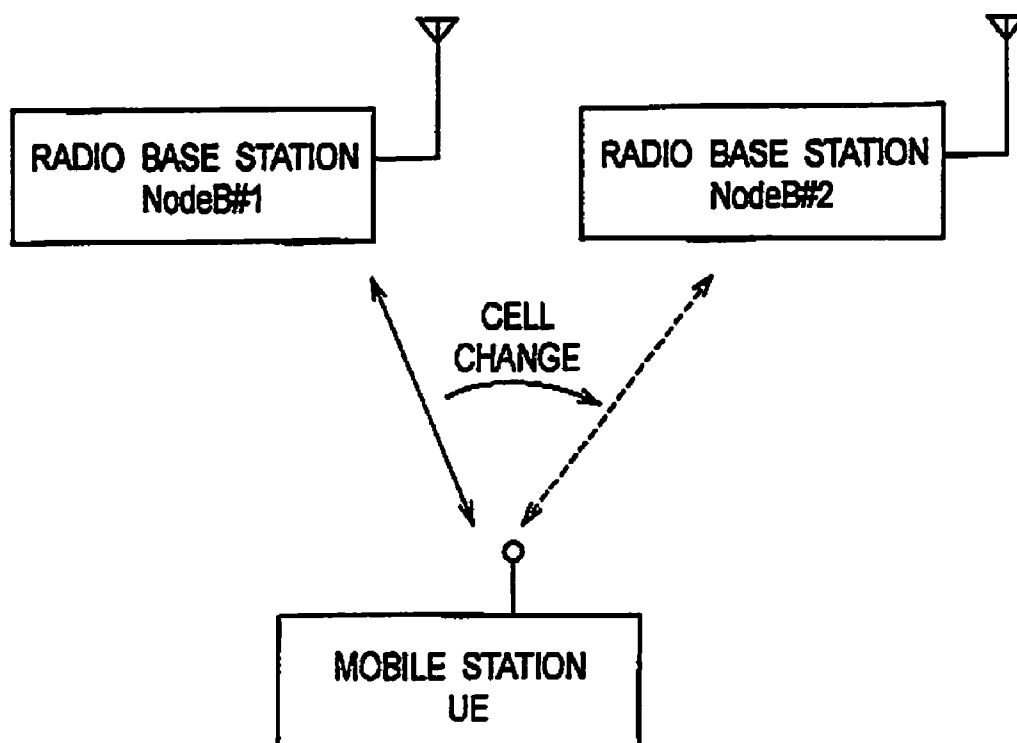 RADIO BASE STATION
NodeB#1
RADIO BASE STATION
NodeB#2
CELL
CHANGE
MOBILE STATION
UE